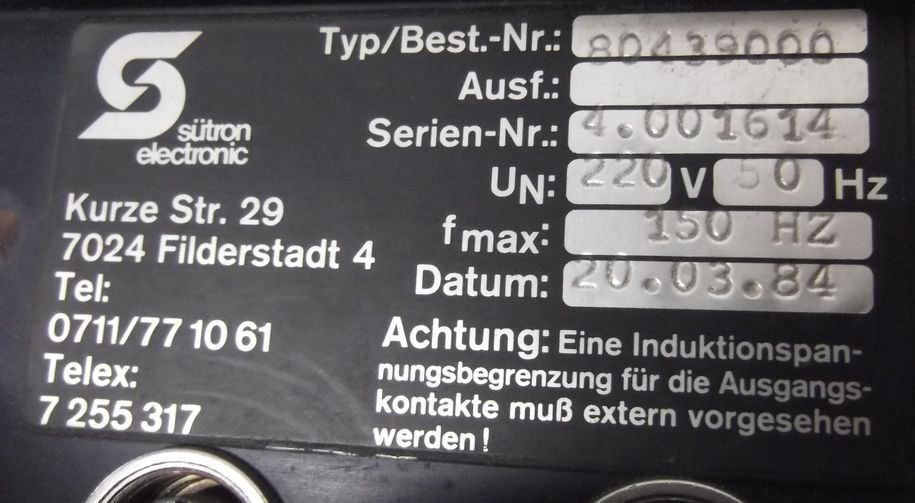 sütron
electronic
Kurze Str. 29
7024 Filderstadt 4
Tel:
0711/77 10 61
Telex:
7 255 317
Typ/Best.-Nr.: 80439000
Ausf.:
Serien-Nr.: 4.001614
UN: 220 V 50 Hz
f max: 150 HZ
Datum: 20.03.84
Achtung: Eine Induktionspan-
nungsbegrenzung für die Ausgangs-
kontakte muß extern vorgesehen
werden!